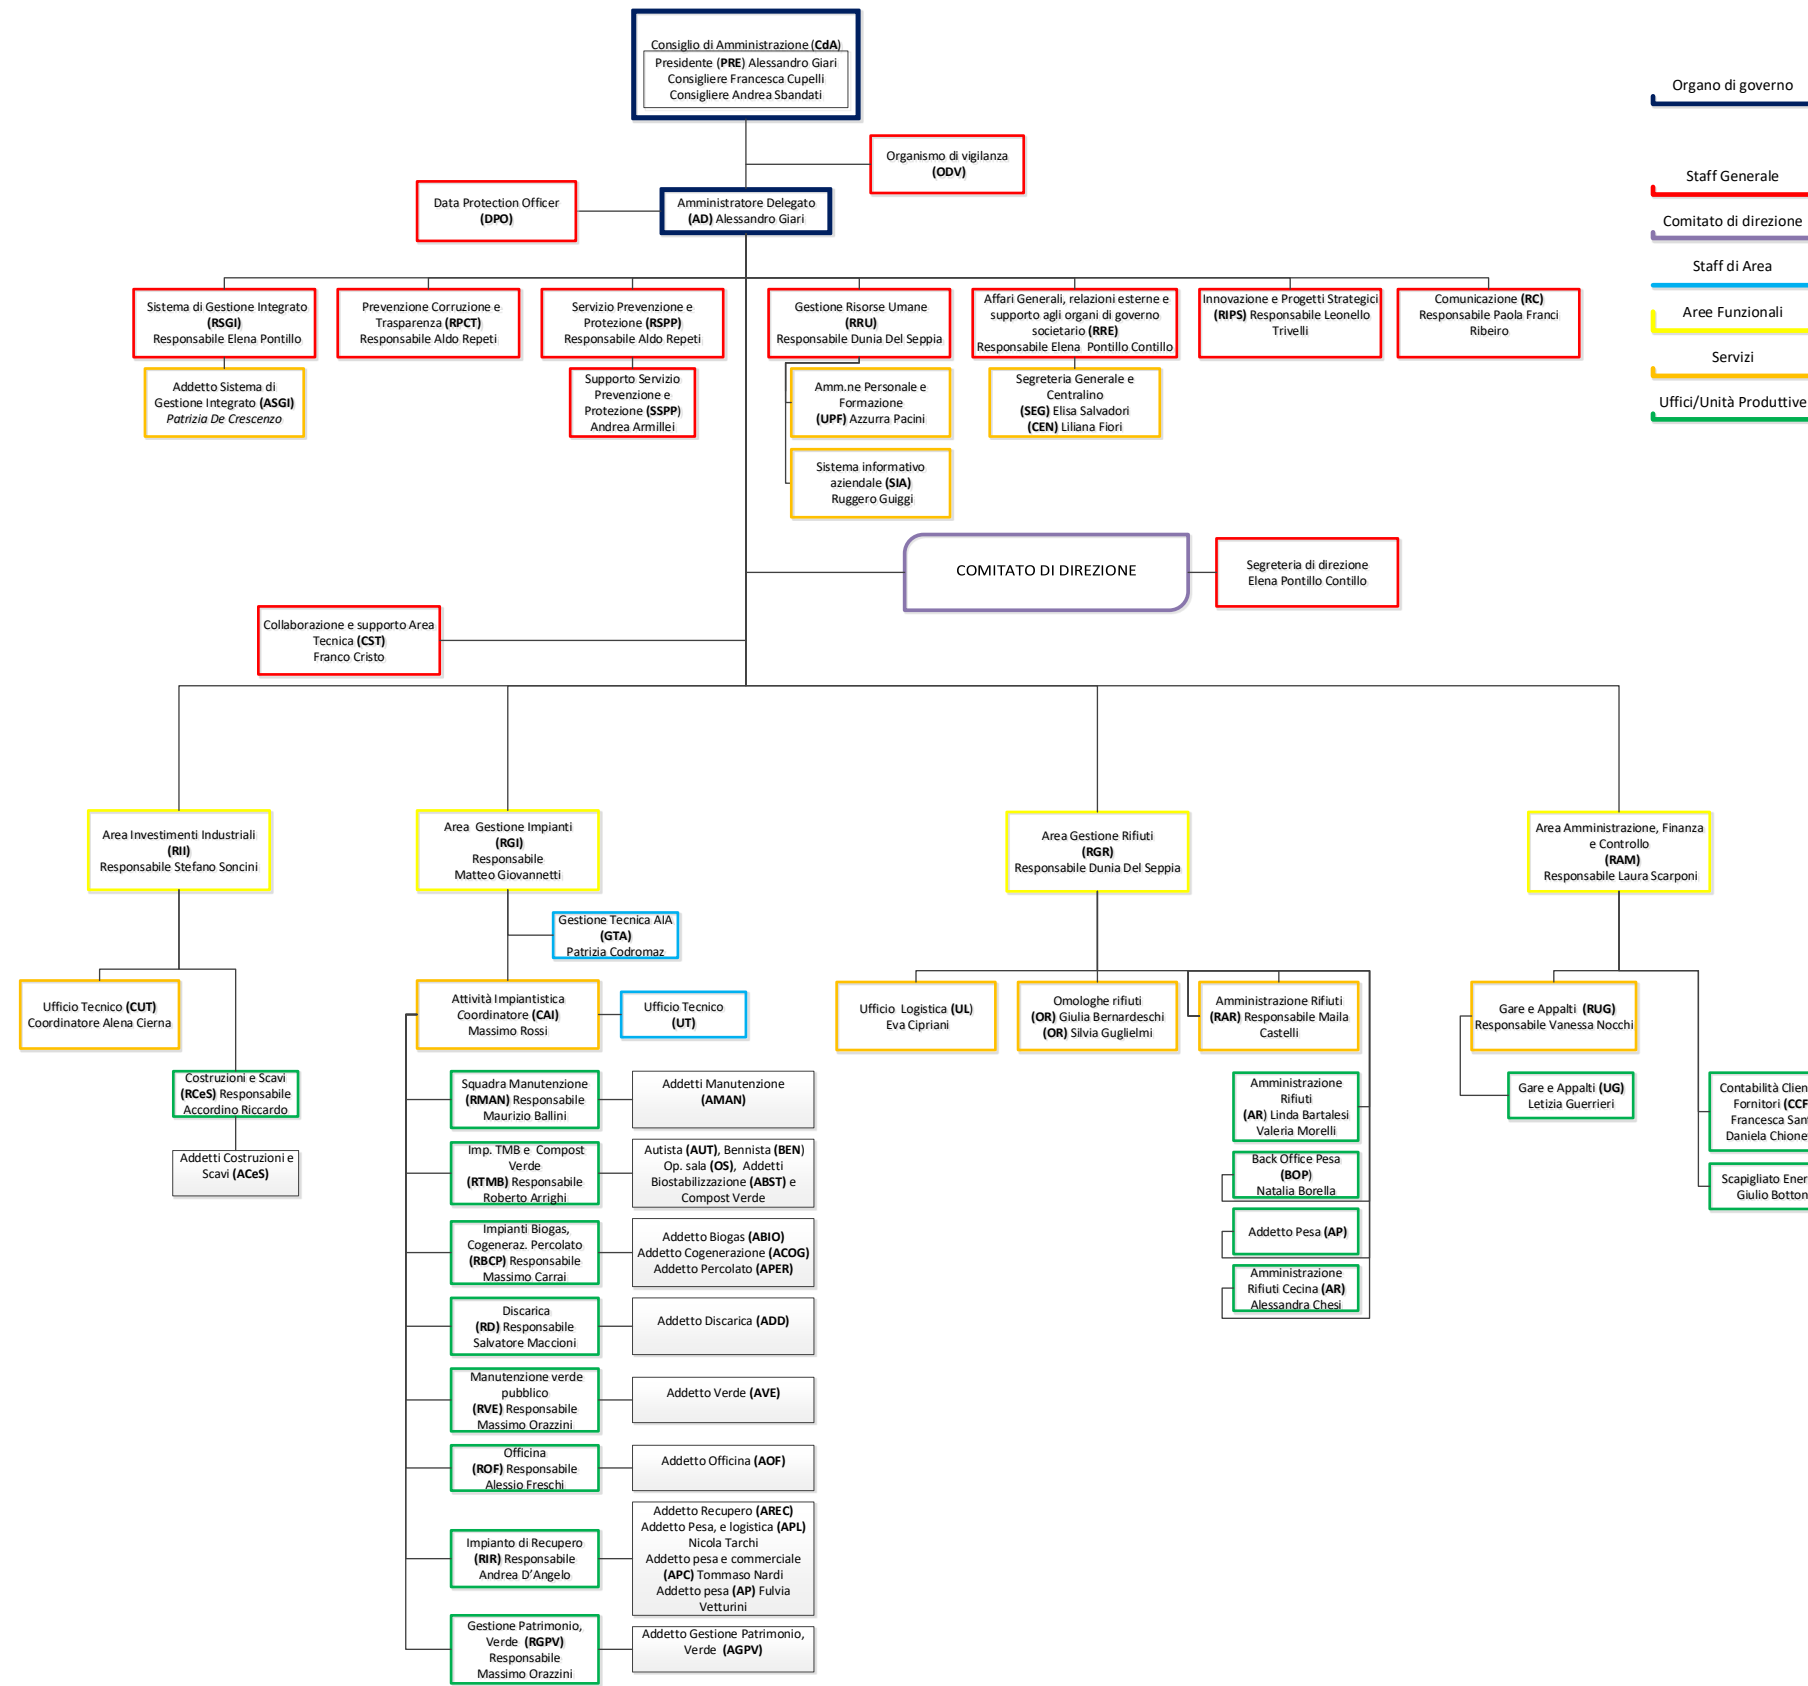 Consiglio di Amministrazione (CdA)
Presidente (PRE) Alessandro Giari
Consigliere Francesca Cupelli
Consigliere Andrea Sbandati
Organo di governo
Organismo di vigilanza
(ODV)
Staff Generale
Data Protection Officer
(DPO)
Amministratore Delegato
(AD) Alessandro Giari
Comitato di direzione
Staff di Area
Aree Funzionali
Servizi
Uffici/Unità Produttive
Sistema di Gestione Integrato
(RSGI)
Responsabile Elena Pontillo
Prevenzione Corruzione e
Trasparenza (RPCT)
Responsabile Aldo Repeti
Servizio Prevenzione e
Protezione (RSPP)
Responsabile Aldo Repeti
Gestione Risorse Umane
(RRU)
Responsabile Dunia Del Seppia
Affari Generali, relazioni esterne e
supporto agli organi di governo
societario (RRE)
Responsabile Elena Pontillo Contillo
Innovazione e Progetti Strategici
(RIPS) Responsabile Leonello
Trivelli
Comunicazione (RC)
Responsabile Paola Franci
Ribeiro
Addetto Sistema di
Gestione Integrato (ASGI)
Patrizia De Crescenzo
Supporto Servizio
Prevenzione e
Protezione (SSPP)
Andrea Armillei
Amm.ne Personale e
Formazione
(UPF) Azzurra Pacini
Segreteria Generale e
Centralino
(SEG) Elisa Salvadori
(CEN) Liliana Fiori
Sistema informativo
aziendale (SIA)
Ruggero Guiggi
COMITATO DI DIREZIONE
Segreteria di direzione
Elena Pontillo Contillo
Collaborazione e supporto Area
Tecnica (CST)
Franco Cristo
Area Investimenti Industriali
(RII)
Responsabile Stefano Soncini
Area Gestione Impianti
(RGI)
Responsabile
Matteo Giovannetti
Area Gestione Rifiuti
(RGR)
Responsabile Dunia Del Seppia
Area Amministrazione, Finanza
e Controllo
(RAM)
Responsabile Laura Scarponi
Gestione Tecnica AIA
(GTA)
Patrizia Codromaz
Ufficio Tecnico (CUT)
Coordinatore Alena Cierna
Attività Impiantistica
Coordinatore (CAI)
Massimo Rossi
Ufficio Tecnico
(UT)
Ufficio Logistica (UL)
Eva Cipriani
Omologhe rifiuti
(OR) Giulia Bernardeschi
(OR) Silvia Guglielmi
Amministrazione Rifiuti
(RAR) Responsabile Maila
Castelli
Gare e Appalti (RUG)
Responsabile Vanessa Nocchi
Costruzioni e Scavi
(RCeS) Responsabile
Accordino Riccardo
Addetti Costruzioni e
Scavi (ACeS)
Squadra Manutenzione
(RMAN) Responsabile
Maurizio Ballini
Addetti Manutenzione
(AMAN)
Imp. TMB e Compost
Verde
(RTMB) Responsabile
Roberto Arrighi
Autista (AUT), Bennista (BEN)
Op. sala (OS), Addetti
Biostabilizzazione (ABST) e
Compost Verde
Impianti Biogas,
Cogeneraz. Percolato
(RBCP) Responsabile
Massimo Carrai
Addetto Biogas (ABIO)
Addetto Cogenerazione (ACOG)
Addetto Percolato (APER)
Discarica
(RD) Responsabile
Salvatore Maccioni
Addetto Discarica (ADD)
Manutenzione verde
pubblico
(RVE) Responsabile
Massimo Orazzini
Addetto Verde (AVE)
Officina
(ROF) Responsabile
Alessio Freschi
Addetto Officina (AOF)
Impianto di Recupero
(RIR) Responsabile
Andrea D'Angelo
Addetto Recupero (AREC)
Addetto Pesa, e logistica (APL)
Nicola Tarchi
Addetto pesa e commerciale
(APC) Tommaso Nardi
Addetto pesa (AP) Fulvia
Vetturini
Gestione Patrimonio,
Verde (RGPV)
Responsabile
Massimo Orazzini
Addetto Gestione Patrimonio,
Verde (AGPV)
Amministrazione
Rifiuti
(AR) Linda Bartalesi
Valeria Morelli
Back Office Pesa
(BOP)
Natalia Borella
Addetto Pesa (AP)
Amministrazione
Rifiuti Cecina (AR)
Alessandra Chesi
Gare e Appalti (UG)
Letizia Guerrieri
Contabilità Clien
Fornitori (CCF
Francesca San
Daniela Chione
Scapigliato Ener
Giulio Botton